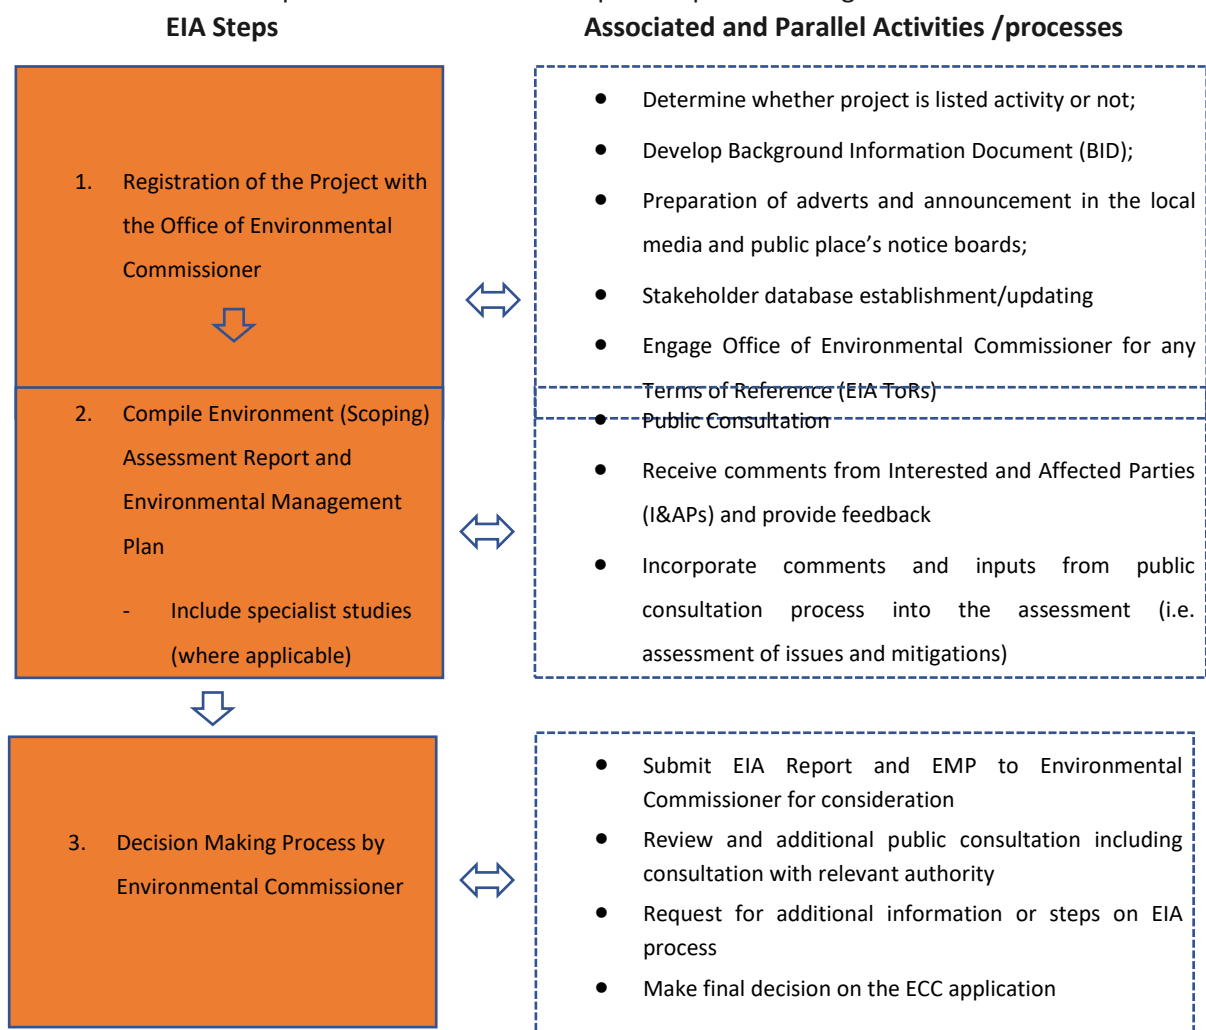 EIA Steps
Associated and Parallel Activities /processes
1. Registration of the Project with
the Office of Environmental
Commissioner
• Determine whether project is listed activity or not;
• Develop Background Information Document (BID);
• Preparation of adverts and announcement in the local
media and public place’s notice boards;
• Stakeholder database establishment/updating
• Engage Office of Environmental Commissioner for any
Terms of Reference (EIA ToRs)
2. Compile Environment (Scoping)
Assessment Report and
Environmental Management
Plan
- Include specialist studies
(where applicable)
• Public Consultation
• Receive comments from Interested and Affected Parties
(I&APs) and provide feedback
• Incorporate comments and inputs from public
consultation process into the assessment (i.e.
assessment of issues and mitigations)
3. Decision Making Process by
Environmental Commissioner
• Submit EIA Report and EMP to Environmental
Commissioner for consideration
• Review and additional public consultation including
consultation with relevant authority
• Request for additional information or steps on EIA
process
• Make final decision on the ECC application